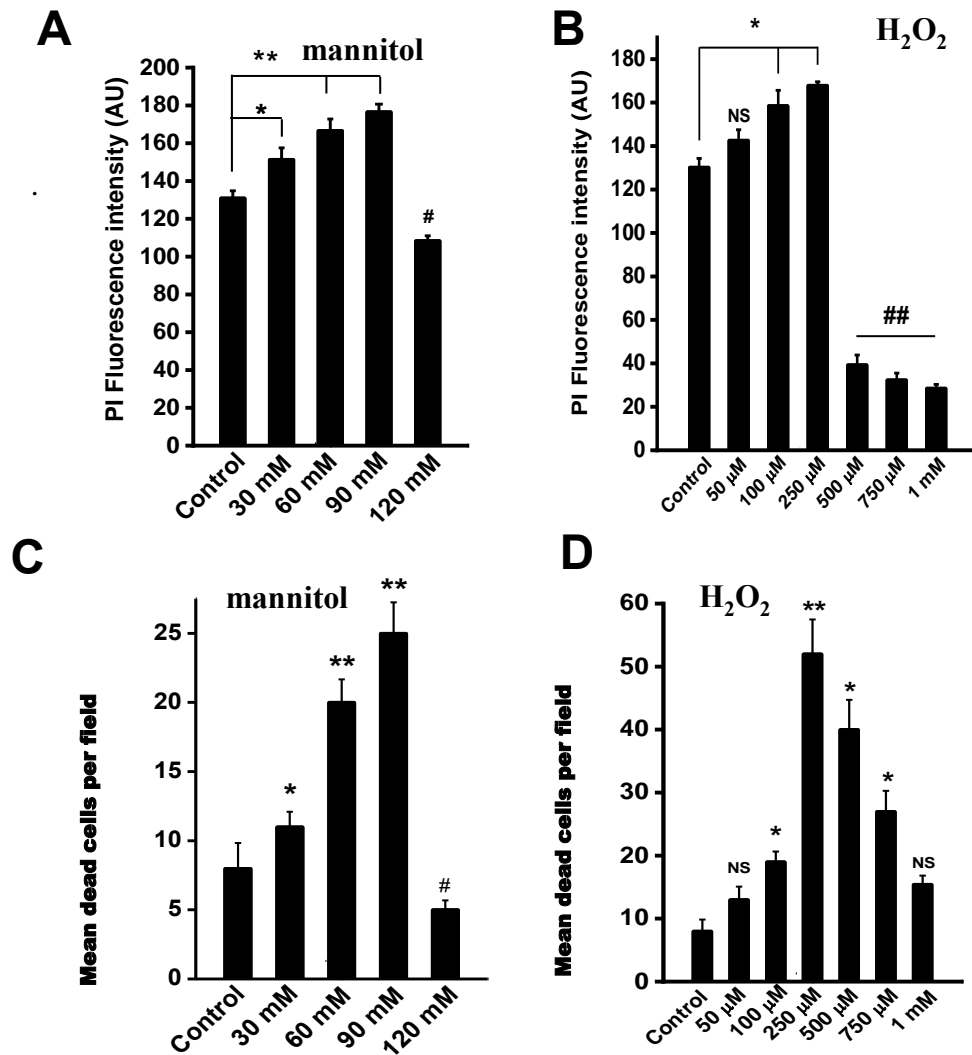 A
mannitol
PI Fluorescence intensity (AU)
200
180
160
140
120
100
80
60
40
20
0
**
*
#
Control
30 mM
60 mM
90 mM
120 mM
B
H₂O₂
PI Fluorescence intensity (AU)
180
160
140
120
100
80
60
40
20
0
*
NS
##
Control
50 µM
100 µM
250 µM
500 µM
750 µM
1 mM
C
mannitol
Mean dead cells per field
25
20
15
10
5
0
*
**
**
#
Control
30 mM
60 mM
90 mM
120 mM
D
H₂O₂
Mean dead cells per field
60
50
40
30
20
10
0
NS
*
**
*
*
NS
Control
50 µM
100 µM
250 µM
500 µM
750 µM
1 mM